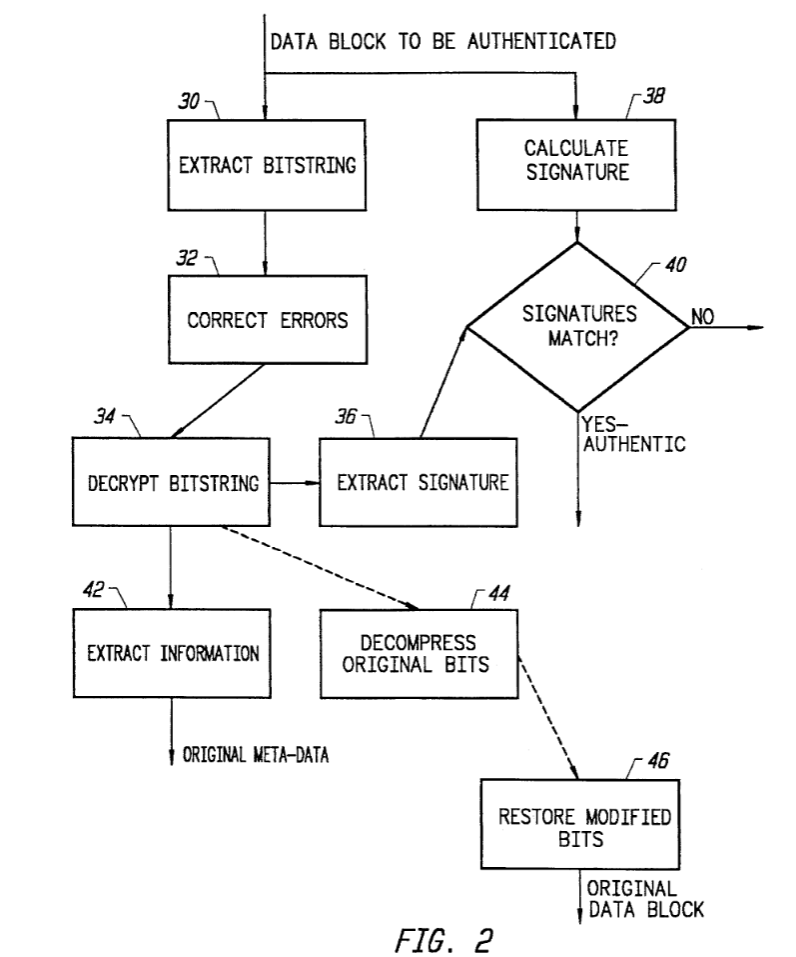 DATA BLOCK TO BE AUTHENTICATED
30
EXTRACT BITSTRING
38
CALCULATE
SIGNATURE
32
CORRECT ERRORS
40
SIGNATURES
MATCH?
NO
YES-
AUTHENTIC
34
DECRYPT BITSTRING
36
EXTRACT SIGNATURE
42
EXTRACT INFORMATION
44
DECOMPRESS
ORIGINAL BITS
ORIGINAL META-DATA
46
RESTORE MODIFIED
BITS
ORIGINAL
DATA BLOCK
FIG. 2